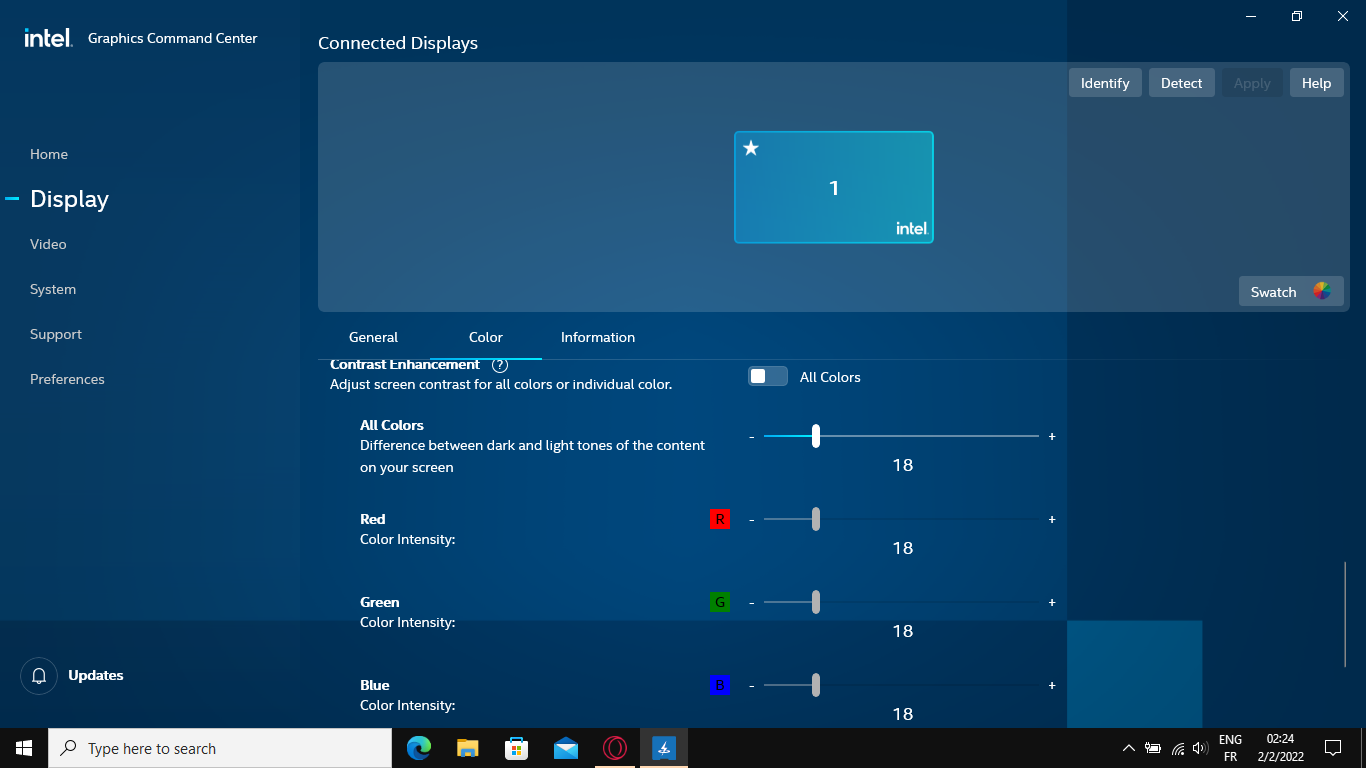 intel. Graphics Command Center
Connected Displays
Identify Detect Apply Help
1
intel.
Swatch
Home
Display
Video
System
Support
Preferences
General Color Information
Contrast Enhancement ?
Adjust screen contrast for all colors or individual color.
All Colors
All Colors
Difference between dark and light tones of the content
on your screen
- +
18
Red
Color Intensity:
R - +
18
Green
Color Intensity:
G - +
18
Blue
Color Intensity:
B - +
18
Updates
Type here to search
ENG
FR
02:24
2/2/2022